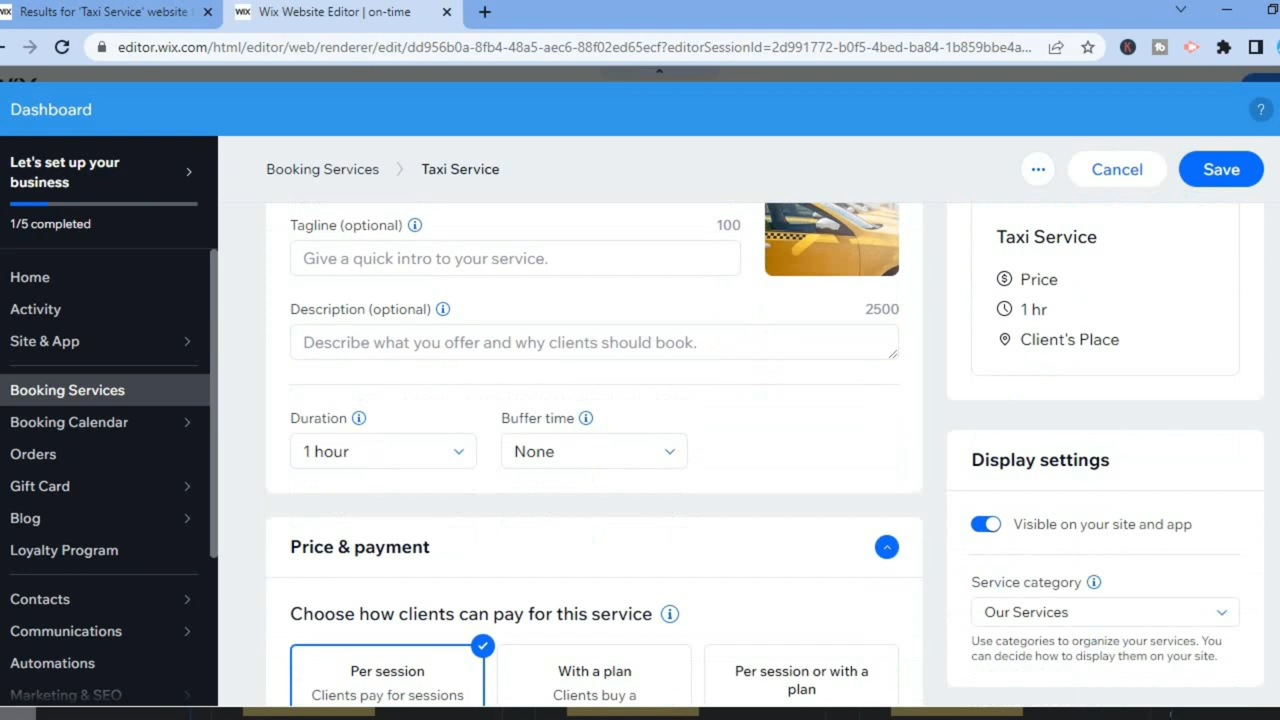 WIX Results for 'Taxi Service' website
WIX Wix Website Editor | on-time
editor.wix.com/html/editor/web/renderer/edit/dd956b0a-8fb4-48a5-aec6-88f02ed65ecf?editorSessionId=2d991772-b0f5-4bed-ba84-1b859bbe4a...
Dashboard
?
Let's set up your
business
1/5 completed
Home
Activity
Site & App
Booking Services
Booking Calendar
Orders
Gift Card
Blog
Loyalty Program
Contacts
Communications
Automations
Marketing & SEO
Booking Services
Taxi Service
Cancel
Save
Tagline (optional)
100
Give a quick intro to your service.
Description (optional)
2500
Describe what you offer and why clients should book.
Duration
Buffer time
1 hour
None
Price & payment
Choose how clients can pay for this service
Per session
Clients pay for sessions
With a plan
Clients buy a
Per session or with a
plan
Taxi Service
Price
1 hr
Client's Place
Display settings
Visible on your site and app
Service category
Our Services
Use categories to organize your services. You
can decide how to display them on your site.